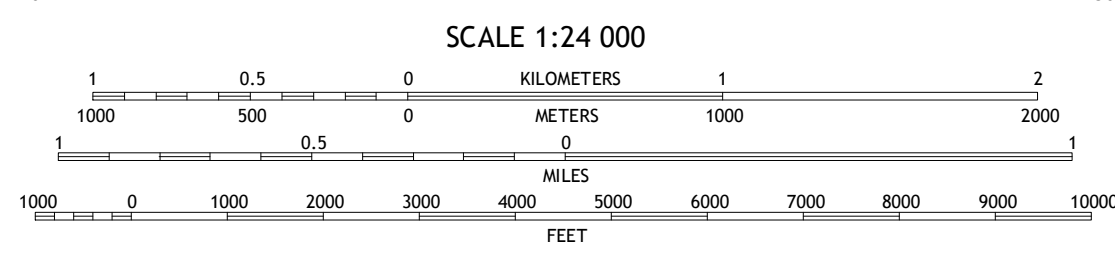 SCALE 1:24 000
1 0.5 0 KILOMETERS 1 2
1000 500 0 METERS 1000 2000
1 0.5 0 1
MILES
1000 0 1000 2000 3000 4000 5000 6000 7000 8000 9000 10000
FEET